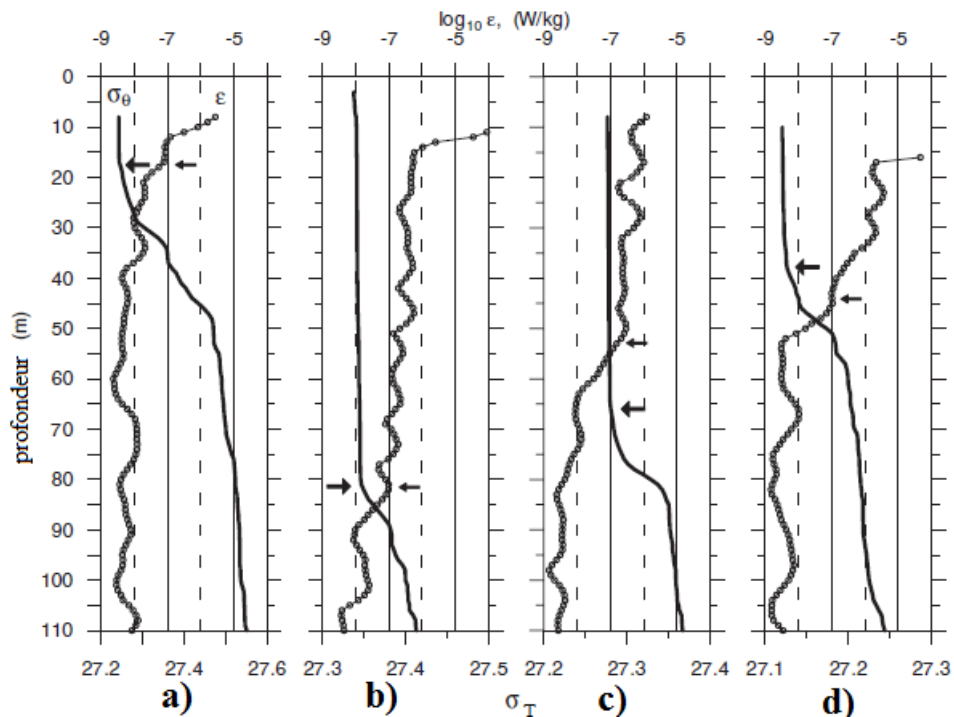 log₁₀ ε, (W/kg)
-9 -7 -5 -9 -7 -5 -9 -7 -5 -9 -7 -5
σθ ε
0
10
20
30
40
50
60
70
80
90
100
110
profondeur (m)
27.2 27.4 27.6 27.3 27.4 27.5 27.2 27.3 27.4 27.1 27.2 27.3
a) b) σT c) d)